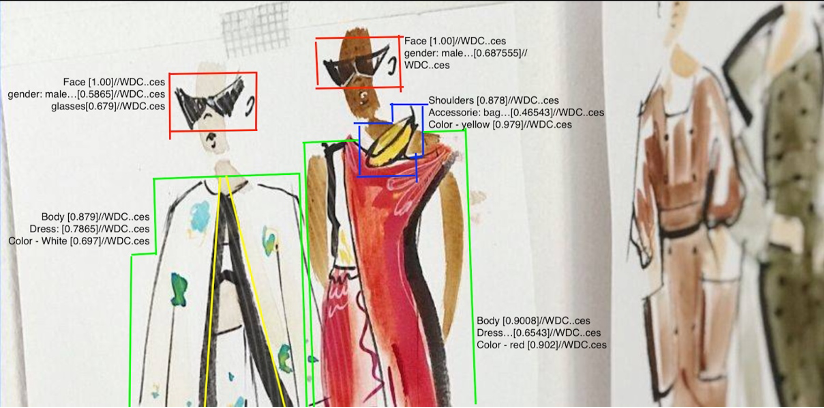 Face [1.00]//WDC..ces
gender: male...[0.5865]//WDC..ces
glasses[0.679]//WDC..ces
Face [1.00]//WDC..ces
gender: male...[0.687555]//
WDC..ces
Shoulders [0.878]//WDC..ces
Accessorie: bag...[0.46543]//WDC..ces
Color - yellow [0.979]//WDC.ces
Body [0.879]//WDC..ces
Dress: [0.7865]//WDC..ces
Color - White [0.697]//WDC.ces
Body [0.9008]//WDC..ces
Dress...[0.6543]//WDC..ces
Color - red [0.902]//WDC..ces